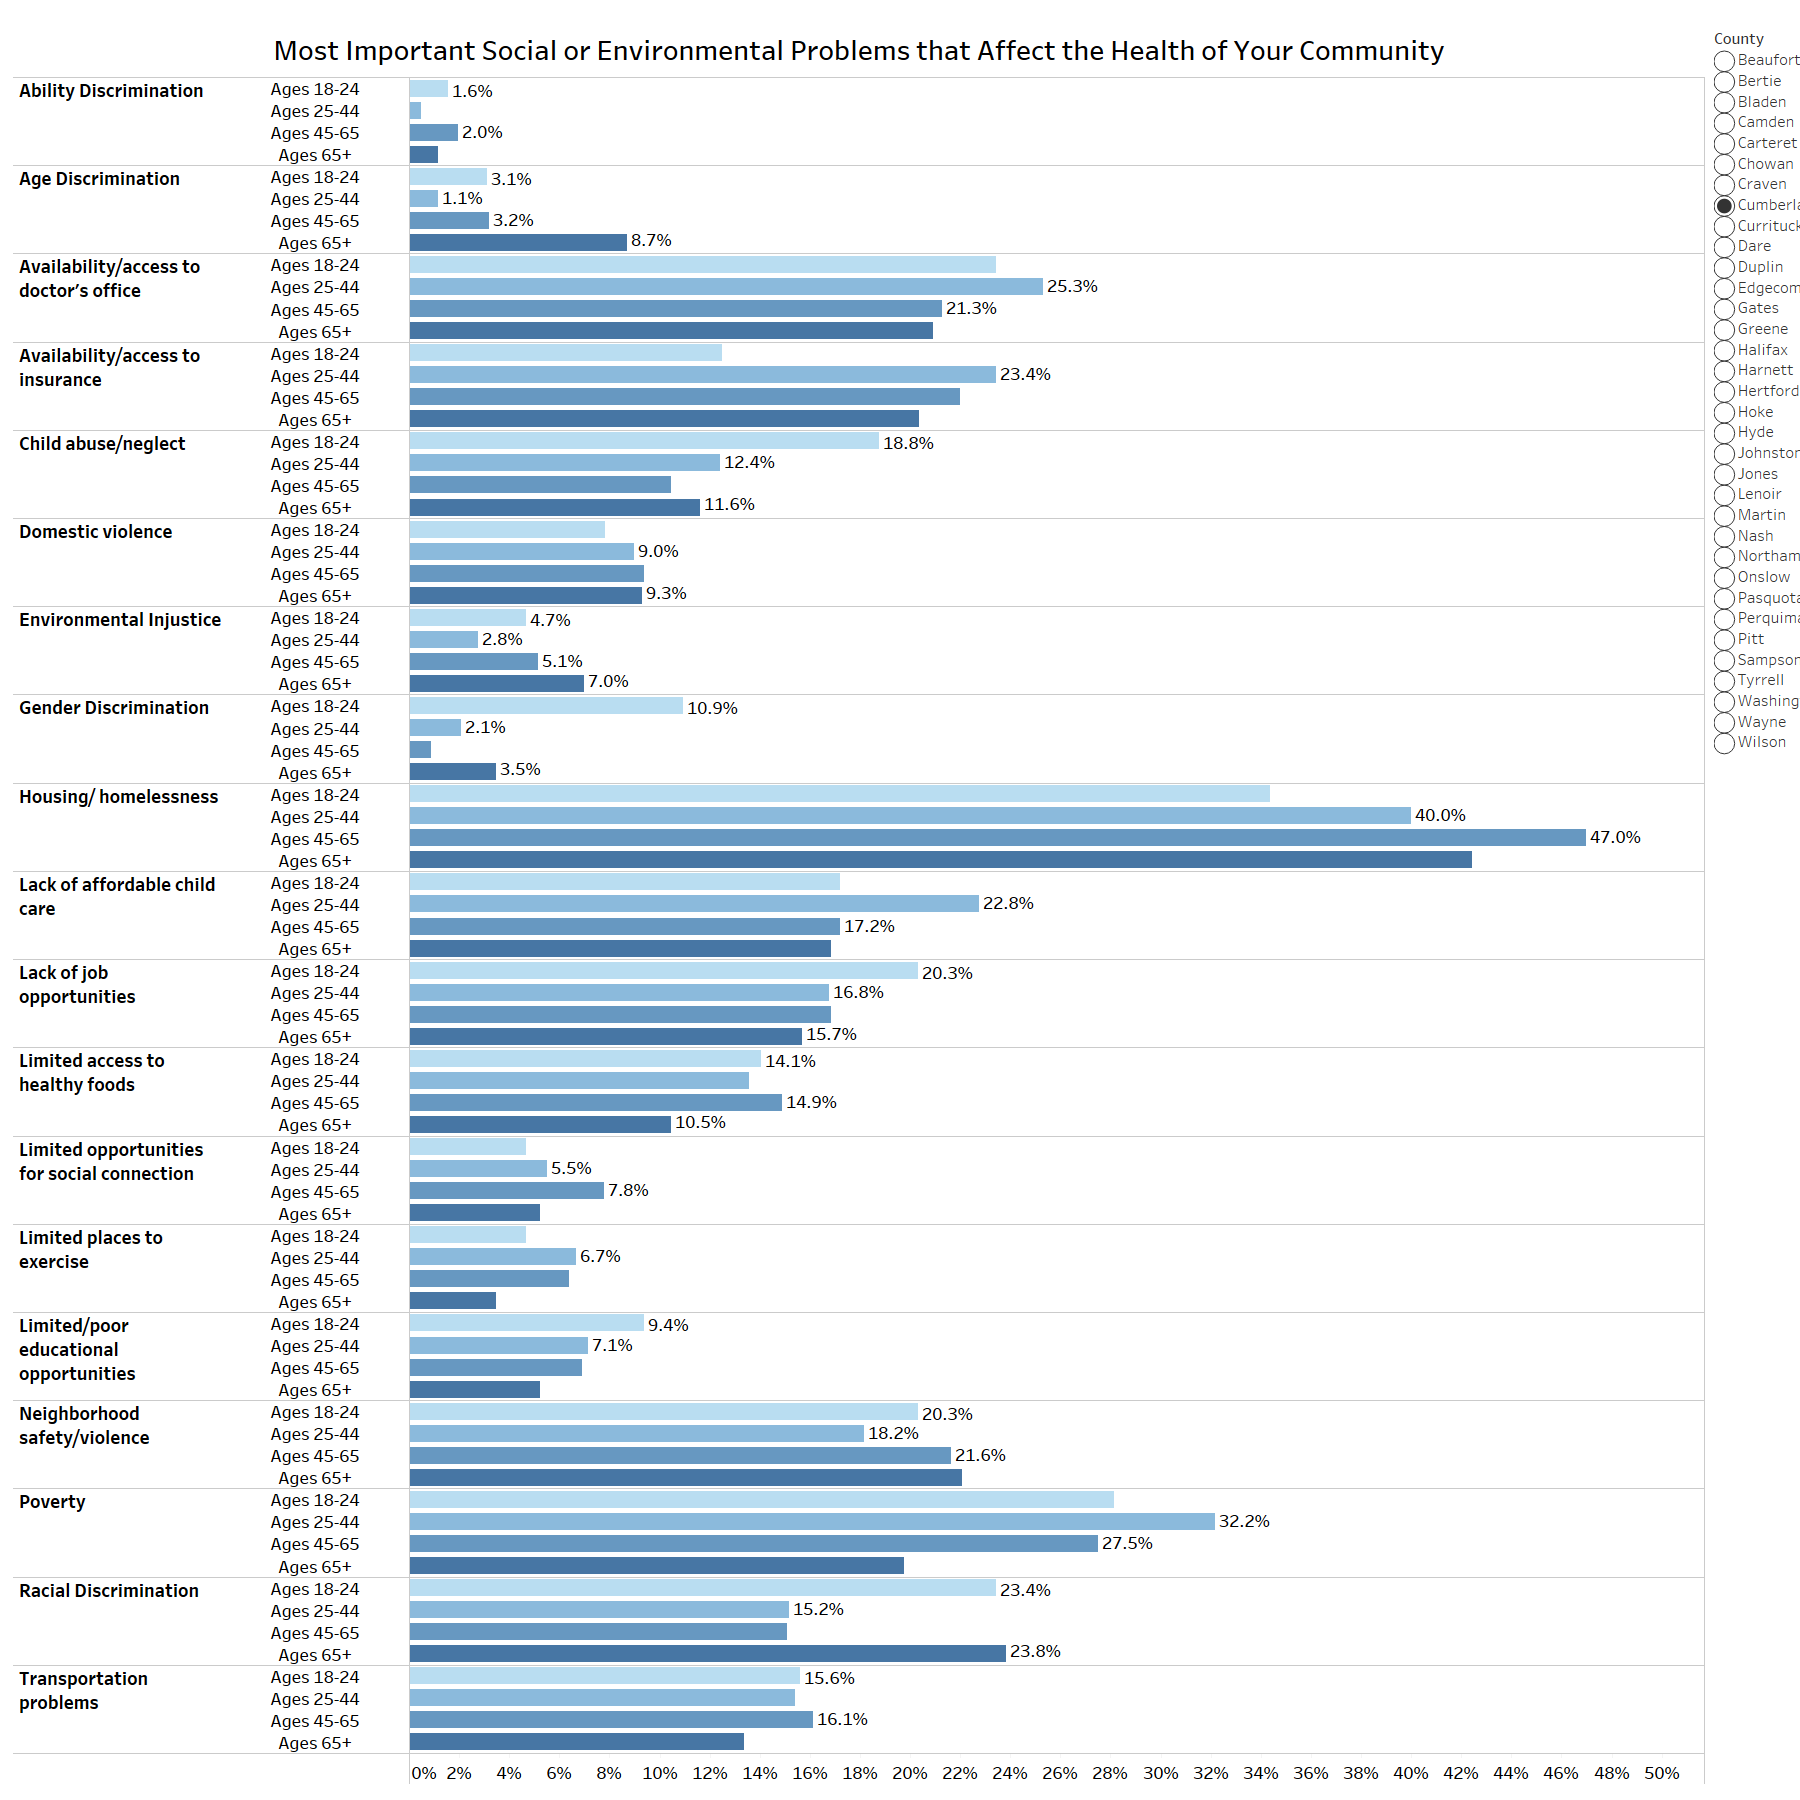 Most Important Social or Environmental Problems that Affect the Health of Your Community
Ability Discrimination
Ages 18-24 1.6%
Ages 25-44
Ages 45-65 2.0%
Ages 65+
Age Discrimination
Ages 18-24 3.1%
Ages 25-44 1.1%
Ages 45-65 3.2%
Ages 65+ 8.7%
Availability/access to
doctor’s office
Ages 18-24
Ages 25-44 25.3%
Ages 45-65 21.3%
Ages 65+
Availability/access to
insurance
Ages 18-24
Ages 25-44 23.4%
Ages 45-65
Ages 65+
Child abuse/neglect
Ages 18-24 18.8%
Ages 25-44 12.4%
Ages 45-65
Ages 65+ 11.6%
Domestic violence
Ages 18-24
Ages 25-44 9.0%
Ages 45-65
Ages 65+ 9.3%
Environmental Injustice
Ages 18-24 4.7%
Ages 25-44 2.8%
Ages 45-65 5.1%
Ages 65+ 7.0%
Gender Discrimination
Ages 18-24 10.9%
Ages 25-44 2.1%
Ages 45-65
Ages 65+ 3.5%
Housing/ homelessness
Ages 18-24
Ages 25-44 40.0%
Ages 45-65 47.0%
Ages 65+
Lack of affordable child
care
Ages 18-24
Ages 25-44 22.8%
Ages 45-65 17.2%
Ages 65+
Lack of job
opportunities
Ages 18-24 20.3%
Ages 25-44 16.8%
Ages 45-65
Ages 65+ 15.7%
Limited access to
healthy foods
Ages 18-24 14.1%
Ages 25-44
Ages 45-65 14.9%
Ages 65+ 10.5%
Limited opportunities
for social connection
Ages 18-24
Ages 25-44 5.5%
Ages 45-65 7.8%
Ages 65+
Limited places to
exercise
Ages 18-24
Ages 25-44 6.7%
Ages 45-65
Ages 65+
Limited/poor
educational
opportunities
Ages 18-24 9.4%
Ages 25-44 7.1%
Ages 45-65
Ages 65+
Neighborhood
safety/violence
Ages 18-24 20.3%
Ages 25-44 18.2%
Ages 45-65 21.6%
Ages 65+
Poverty
Ages 18-24
Ages 25-44 32.2%
Ages 45-65 27.5%
Ages 65+
Racial Discrimination
Ages 18-24 23.4%
Ages 25-44 15.2%
Ages 45-65
Ages 65+ 23.8%
Transportation
problems
Ages 18-24 15.6%
Ages 25-44
Ages 45-65 16.1%
Ages 65+
0% 2% 4% 6% 8% 10% 12% 14% 16% 18% 20% 22% 24% 26% 28% 30% 32% 34% 36% 38% 40% 42% 44% 46% 48% 50%
County
Beaufort
Bertie
Bladen
Camden
Carteret
Chowan
Craven
Cumberla
Currituck
Dare
Duplin
Edgecom
Gates
Greene
Halifax
Harnett
Hertford
Hoke
Hyde
Johnstor
Jones
Lenoir
Martin
Nash
Northam
Onslow
Pasquota
Perquima
Pitt
Sampsor
Tyrrell
Washing
Wayne
Wilson